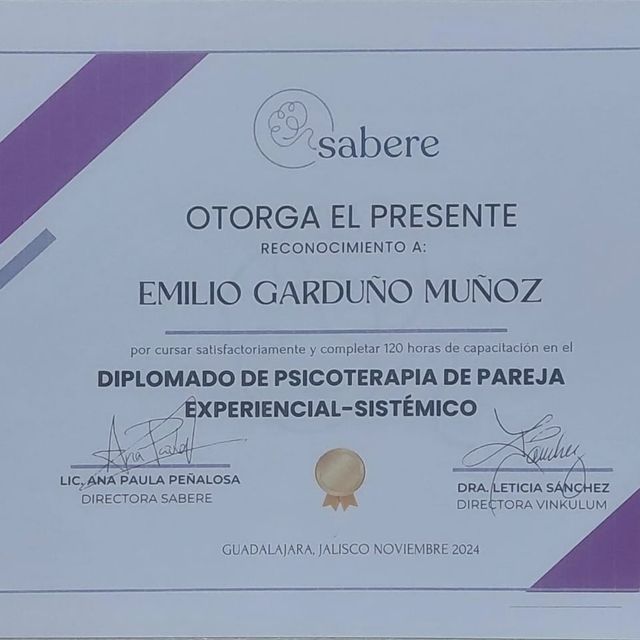 sabere
OTORGA EL PRESENTE
RECONOCIMIENTO A:
EMILIO GARDUÑO MUÑOZ
por cursar satisfactoriamente y completar 120 horas de capacitación en el
DIPLOMADO DE PSICOTERAPIA DE PAREJA
EXPERIENCIAL-SISTÉMICO
LIC. ANA PAULA PEÑALOSA
DIRECTORA SABERE
DRA. LETICIA SÁNCHEZ
DIRECTORA VINKULUM
GUADALAJARA, JALISCO NOVIEMBRE 2024